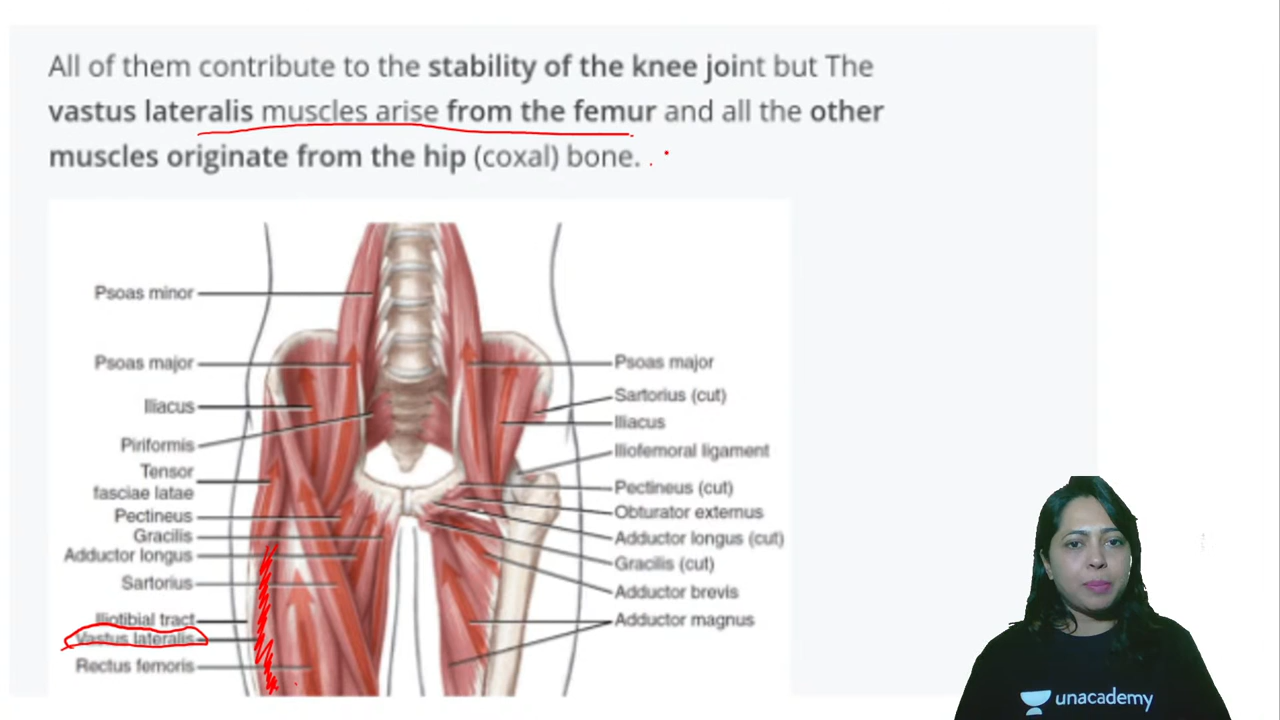 All of them contribute to the stability of the knee joint but The
vastus lateralis muscles arise from the femur and all the other
muscles originate from the hip (coxal) bone.
Psoas minor
Psoas major
Iliacus
Piriformis
Tensor
fasciae latae
Pectineus
Gracilis
Adductor longus
Sartorius
Iliotibial tract
Vastus lateralis
Rectus femoris
Psoas major
Sartorius (cut)
Iliacus
Iliofemoral ligament
Pectineus (cut)
Obturator externus
Adductor longus (cut)
Gracilis (cut)
Adductor brevis
Adductor magnus
unacademy